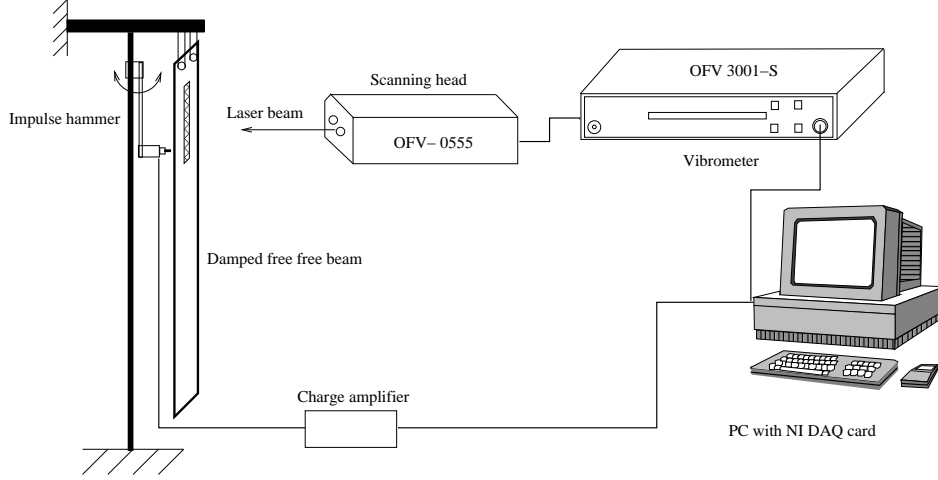 OFV 3001–S
Scanning head
Laser beam
Impulse hammer
OFV– 0555
Vibrometer
Damped free free beam
Charge amplifier
PC with NI DAQ card